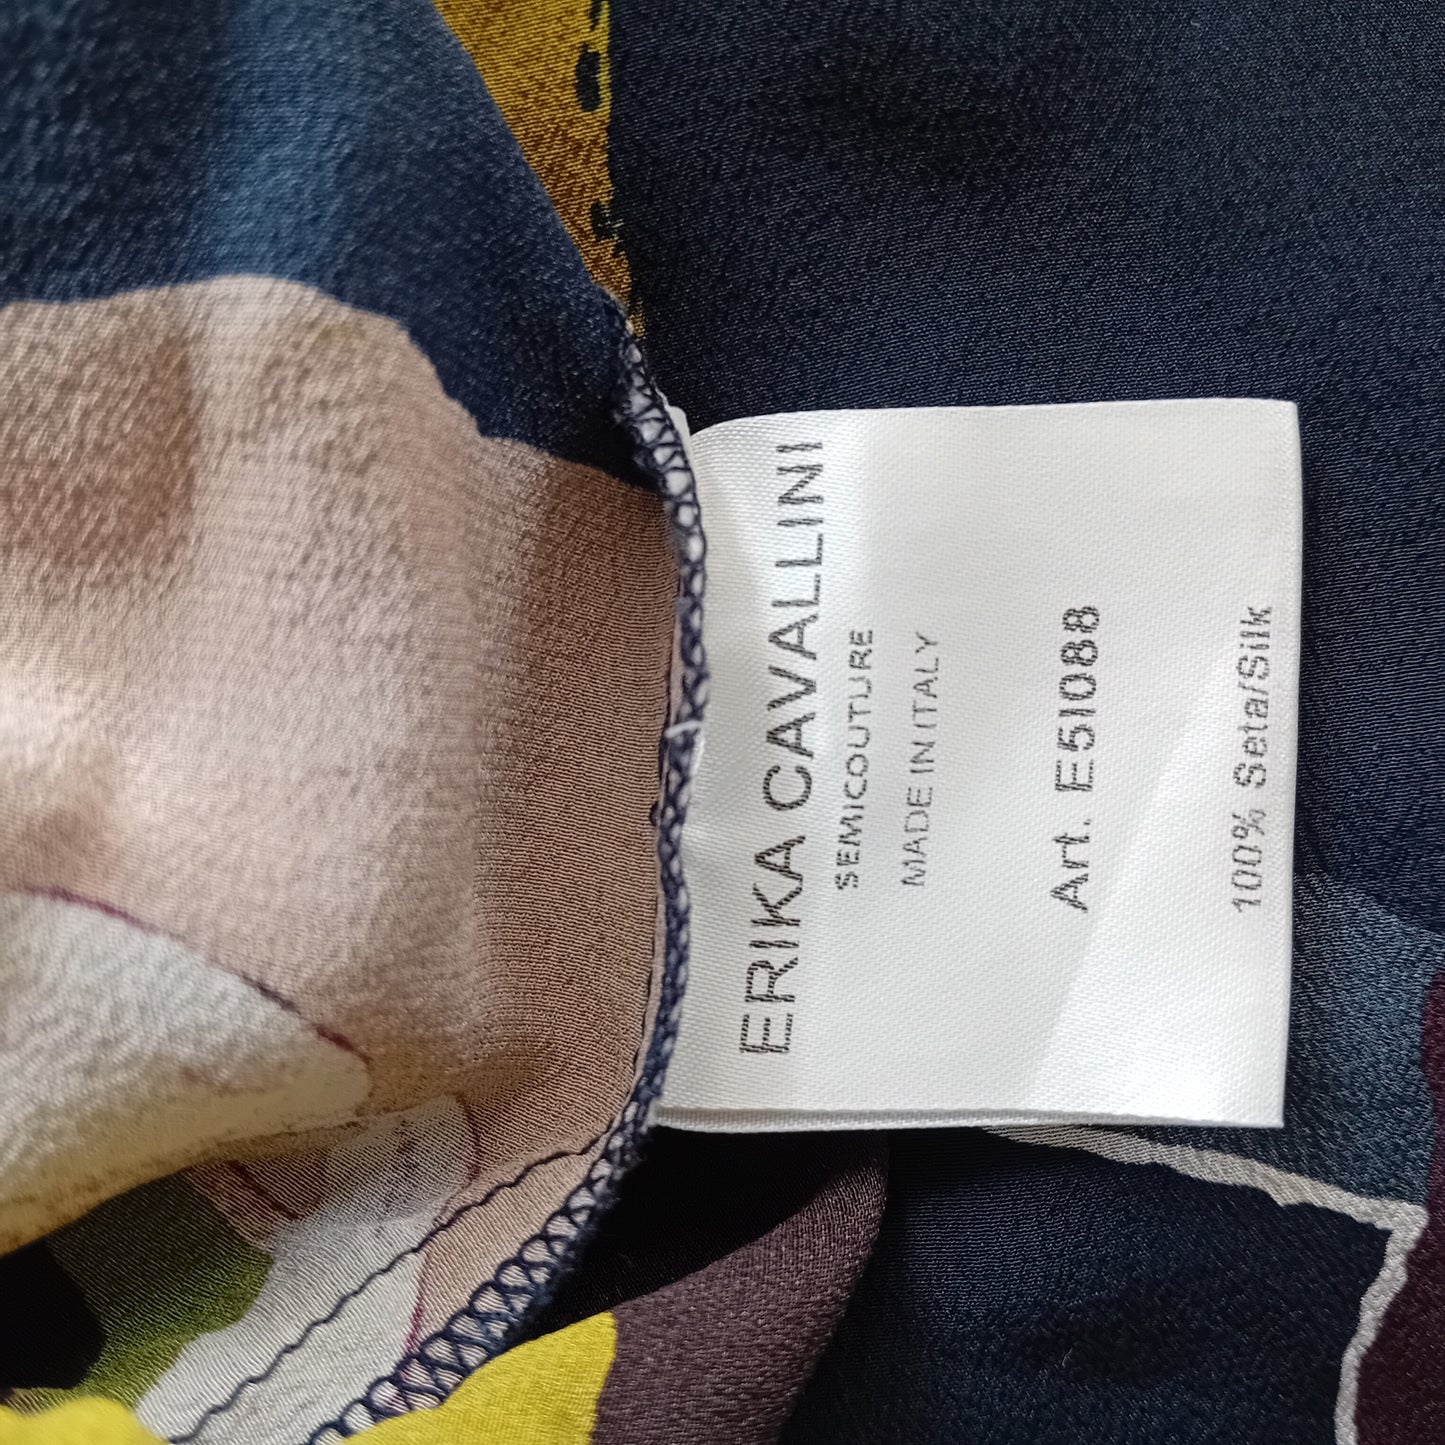 ERIKA CAVALLINI
SEMICOUTURE
MADE IN ITALY
Art. E51088
100% Seta/Silk